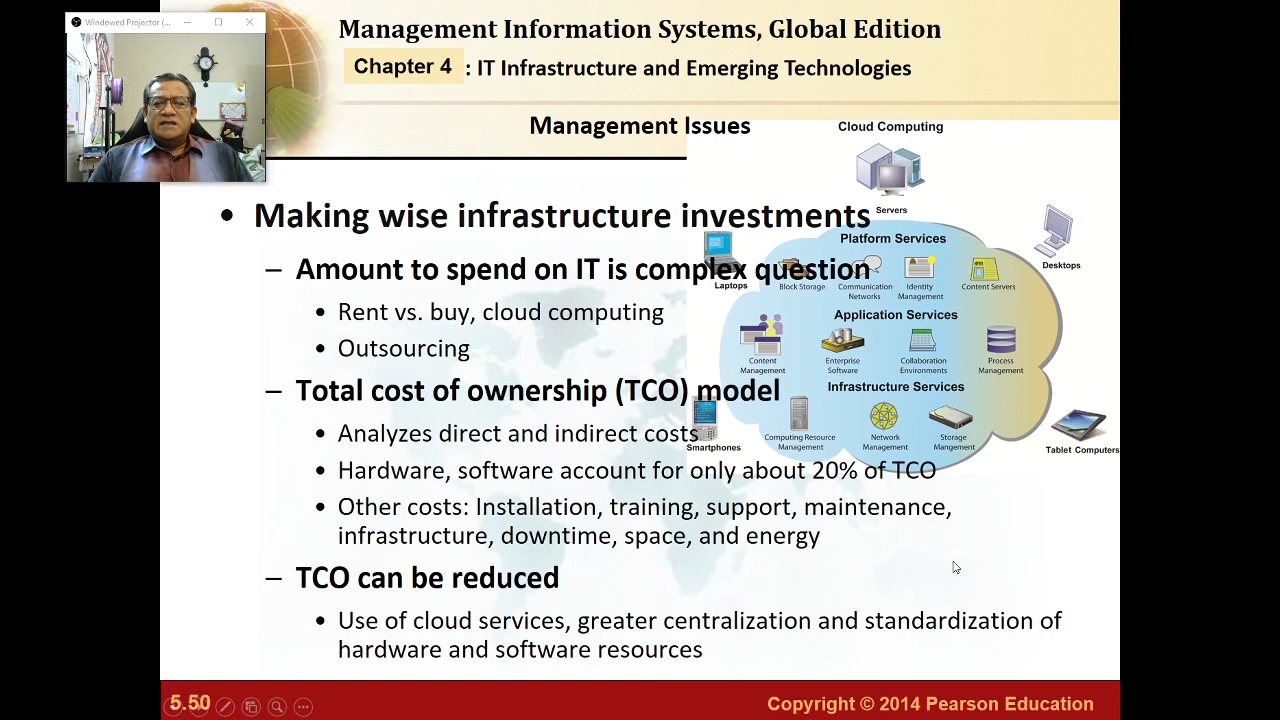 Windowed Projector (...
Management Information Systems, Global Edition
Chapter 4 : IT Infrastructure and Emerging Technologies
Management Issues
Cloud Computing
Servers
• Making wise infrastructure investments
Platform Services
Desktops
– Amount to spend on IT is complex question
Laptops
Block Storage
Communication
Networks
Identity
Management
Content Servers
• Rent vs. buy, cloud computing
Application Services
• Outsourcing
Content
Management
Enterprise
Software
Collaboration
Environments
Process
Management
– Total cost of ownership (TCO) model
Infrastructure Services
• Analyzes direct and indirect costs
Smartphones
Computing Resource
Management
Network
Management
Storage
Mangement
Tablet Computers
• Hardware, software account for only about 20% of TCO
• Other costs: Installation, training, support, maintenance,
infrastructure, downtime, space, and energy
– TCO can be reduced
• Use of cloud services, greater centralization and standardization of
hardware and software resources
5.50
Copyright © 2014 Pearson Education